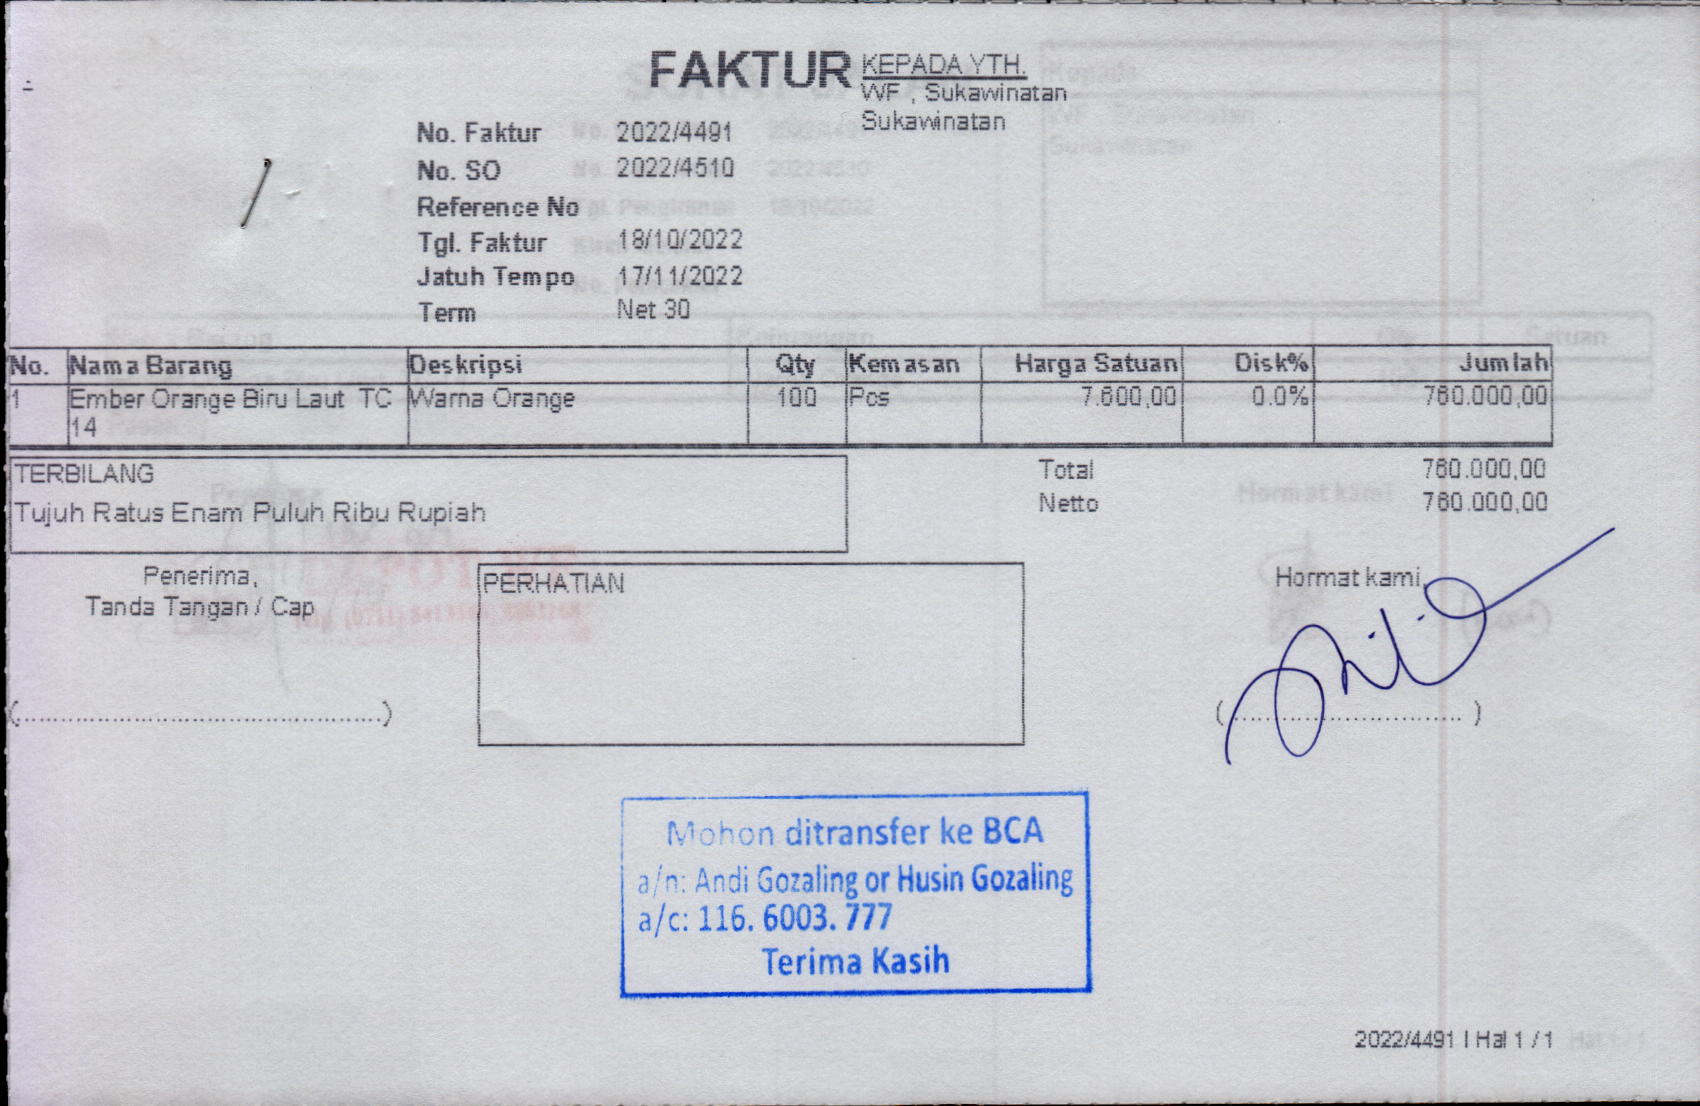 FAKTUR
KEPADA YTH.
WF , Sukawinatan
Sukawinatan
No. Faktur 2022/4491
No. SO 2022/4510
Reference No
Tgl. Faktur 18/10/2022
Jatuh Tempo 17/11/2022
Term Net 30
No. Nama Barang Deskripsi Qty Kemasan Harga Satuan Disk% Jumlah
1 Ember Orange Biru Laut TC Warna Orange 100 Pcs 7.600,00 0.0% 760.000,00
14
TERBILANG Total 760.000,00
Tujuh Ratus Enam Puluh Ribu Rupiah Netto 760.000,00
Penerima, PERHATIAN Hormat kami,
Tanda Tangan / Cap
(................................................) (............................... )
Mohon ditransfer ke BCA
a/n: Andi Gozaling or Husin Gozaling
a/c: 116. 6003. 777
Terima Kasih
2022/4491 | Hal 1 / 1